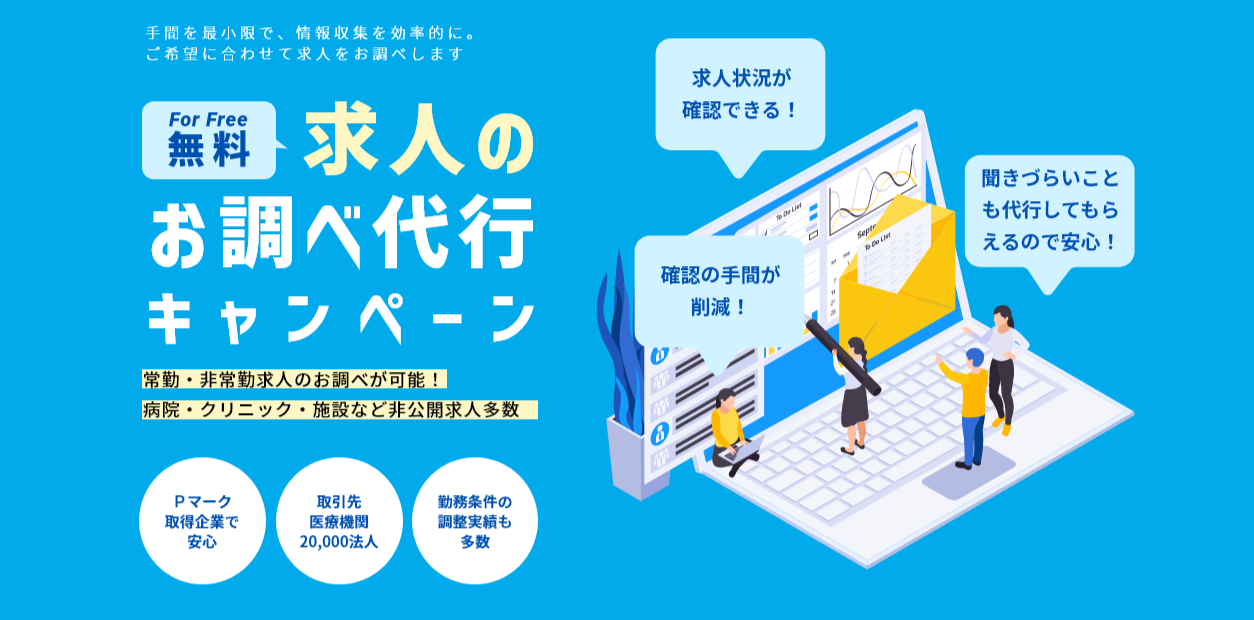 手間を最小限で、情報収集を効率的に。
ご希望に合わせて求人をお調べします
For Free
無料
求人の
お調べ代行
キャンペーン
常勤・非常勤求人のお調べが可能！
病院・クリニック・施設など非公開求人多数
Ｐマーク
取得企業で
安心
取引先
医療機関
20,000法人
勤務条件の
調整実績も
多数
求人状況が
確認できる！
聞きづらいこと
も代行してもら
えるので安心！
確認の手間が
削減！
To Do List
Septe
To Do List